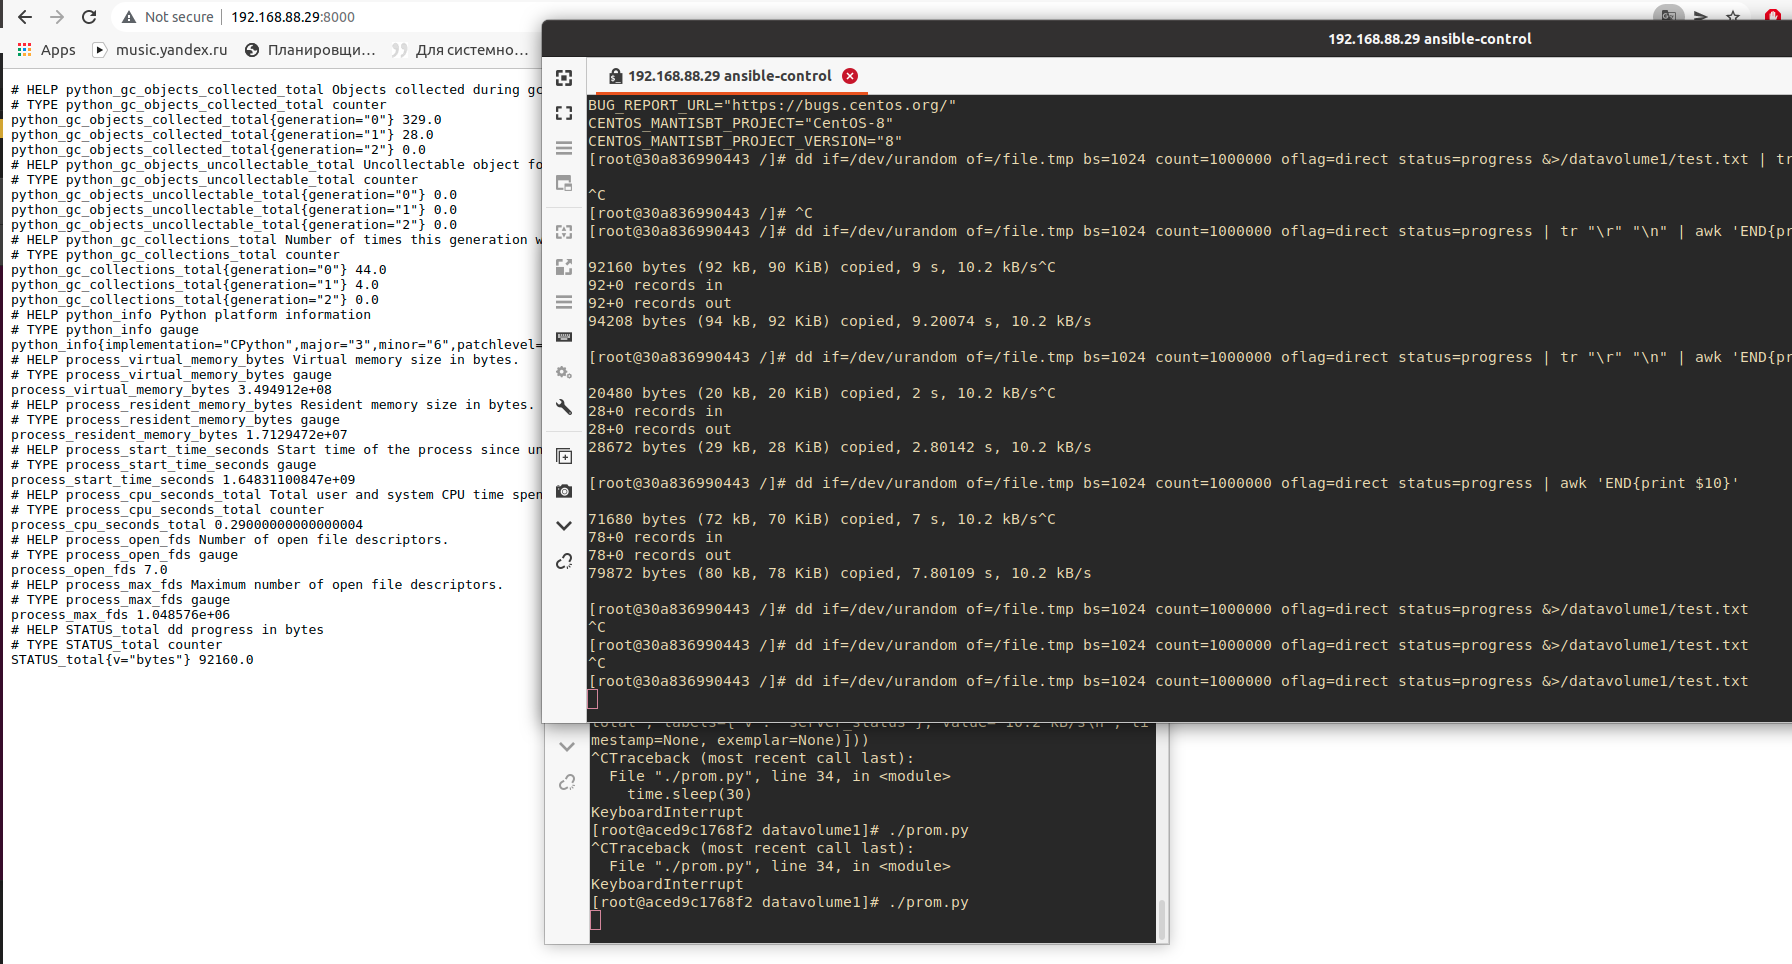 Not secure | 192.168.88.29:8000
Apps music.yandex.ru Планировщи... Для системно...
# HELP python_gc_objects_collected_total Objects collected during gc
# TYPE python_gc_objects_collected_total counter
python_gc_objects_collected_total{generation="0"} 329.0
python_gc_objects_collected_total{generation="1"} 28.0
python_gc_objects_collected_total{generation="2"} 0.0
# HELP python_gc_objects_uncollectable_total Uncollectable object fo
# TYPE python_gc_objects_uncollectable_total counter
python_gc_objects_uncollectable_total{generation="0"} 0.0
python_gc_objects_uncollectable_total{generation="1"} 0.0
python_gc_objects_uncollectable_total{generation="2"} 0.0
# HELP python_gc_collections_total Number of times this generation w
# TYPE python_gc_collections_total counter
python_gc_collections_total{generation="0"} 44.0
python_gc_collections_total{generation="1"} 4.0
python_gc_collections_total{generation="2"} 0.0
# HELP python_info Python platform information
# TYPE python_info gauge
python_info{implementation="CPython",major="3",minor="6",patchlevel=
# HELP process_virtual_memory_bytes Virtual memory size in bytes.
# TYPE process_virtual_memory_bytes gauge
process_virtual_memory_bytes 3.494912e+08
# HELP process_resident_memory_bytes Resident memory size in bytes.
# TYPE process_resident_memory_bytes gauge
process_resident_memory_bytes 1.7129472e+07
# HELP process_start_time_seconds Start time of the process since un
# TYPE process_start_time_seconds gauge
process_start_time_seconds 1.64831100847e+09
# HELP process_cpu_seconds_total Total user and system CPU time spen
# TYPE process_cpu_seconds_total counter
process_cpu_seconds_total 0.29000000000000004
# HELP process_open_fds Number of open file descriptors.
# TYPE process_open_fds gauge
process_open_fds 7.0
# HELP process_max_fds Maximum number of open file descriptors.
# TYPE process_max_fds gauge
process_max_fds 1.048576e+06
# HELP STATUS_total dd progress in bytes
# TYPE STATUS_total counter
STATUS_total{v="bytes"} 92160.0
192.168.88.29 ansible-control
192.168.88.29 ansible-control
BUG_REPORT_URL="https://bugs.centos.org/"
CENTOS_MANTISBT_PROJECT="CentOS-8"
CENTOS_MANTISBT_PROJECT_VERSION="8"
[root@30a836990443 /]# dd if=/dev/urandom of=/file.tmp bs=1024 count=1000000 oflag=direct status=progress &>/datavolume1/test.txt | tr
^C
[root@30a836990443 /]# ^C
[root@30a836990443 /]# dd if=/dev/urandom of=/file.tmp bs=1024 count=1000000 oflag=direct status=progress | tr "\r" "\n" | awk 'END{pr
92160 bytes (92 kB, 90 KiB) copied, 9 s, 10.2 kB/s^C
92+0 records in
92+0 records out
94208 bytes (94 kB, 92 KiB) copied, 9.20074 s, 10.2 kB/s
[root@30a836990443 /]# dd if=/dev/urandom of=/file.tmp bs=1024 count=1000000 oflag=direct status=progress | tr "\r" "\n" | awk 'END{pr
20480 bytes (20 kB, 20 KiB) copied, 2 s, 10.2 kB/s^C
28+0 records in
28+0 records out
28672 bytes (29 kB, 28 KiB) copied, 2.80142 s, 10.2 kB/s
[root@30a836990443 /]# dd if=/dev/urandom of=/file.tmp bs=1024 count=1000000 oflag=direct status=progress | awk 'END{print $10}'
71680 bytes (72 kB, 70 KiB) copied, 7 s, 10.2 kB/s^C
78+0 records in
78+0 records out
79872 bytes (80 kB, 78 KiB) copied, 7.80109 s, 10.2 kB/s
[root@30a836990443 /]# dd if=/dev/urandom of=/file.tmp bs=1024 count=1000000 oflag=direct status=progress &>/datavolume1/test.txt
^C
[root@30a836990443 /]# dd if=/dev/urandom of=/file.tmp bs=1024 count=1000000 oflag=direct status=progress &>/datavolume1/test.txt
^C
[root@30a836990443 /]# dd if=/dev/urandom of=/file.tmp bs=1024 count=1000000 oflag=direct status=progress &>/datavolume1/test.txt
total , labels={ v : server_status }, value= 10.2 KB/s\n , ti
mestamp=None, exemplar=None)]))
^CTraceback (most recent call last):
File "./prom.py", line 34, in <module>
time.sleep(30)
KeyboardInterrupt
[root@aced9c1768f2 datavolume1]# ./prom.py
^CTraceback (most recent call last):
File "./prom.py", line 34, in <module>
KeyboardInterrupt
[root@aced9c1768f2 datavolume1]# ./prom.py